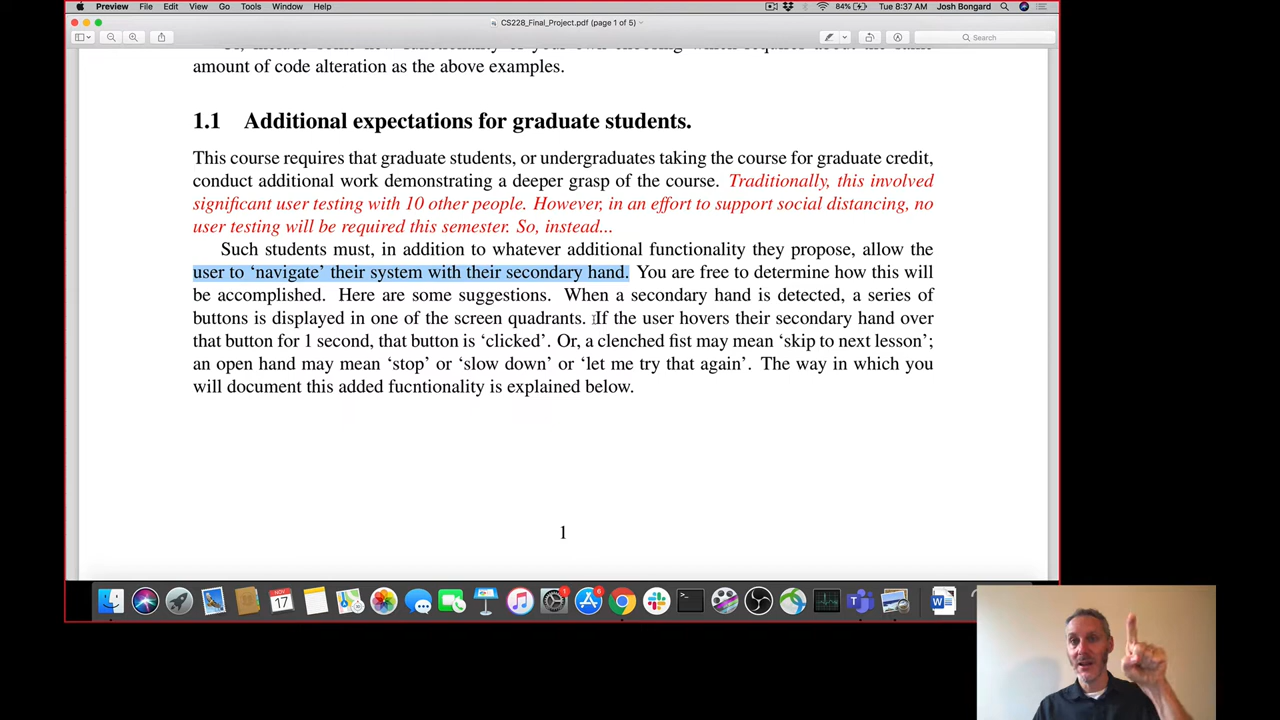 Preview File Edit View Go Tools Window Help 84% Tue 8:37 AM Josh Bongard
CS228_Final_Project.pdf (page 1 of 5)
Search
amount of code alteration as the above examples.
1.1 Additional expectations for graduate students.
This course requires that graduate students, or undergraduates taking the course for graduate credit,
conduct additional work demonstrating a deeper grasp of the course. Traditionally, this involved
significant user testing with 10 other people. However, in an effort to support social distancing, no
user testing will be required this semester. So, instead...
Such students must, in addition to whatever additional functionality they propose, allow the
user to ‘navigate’ their system with their secondary hand. You are free to determine how this will
be accomplished. Here are some suggestions. When a secondary hand is detected, a series of
buttons is displayed in one of the screen quadrants. If the user hovers their secondary hand over
that button for 1 second, that button is ‘clicked’. Or, a clenched fist may mean ‘skip to next lesson’;
an open hand may mean ‘stop’ or ‘slow down’ or ‘let me try that again’. The way in which you
will document this added fucntionality is explained below.
1
NOV
17
1
6
W